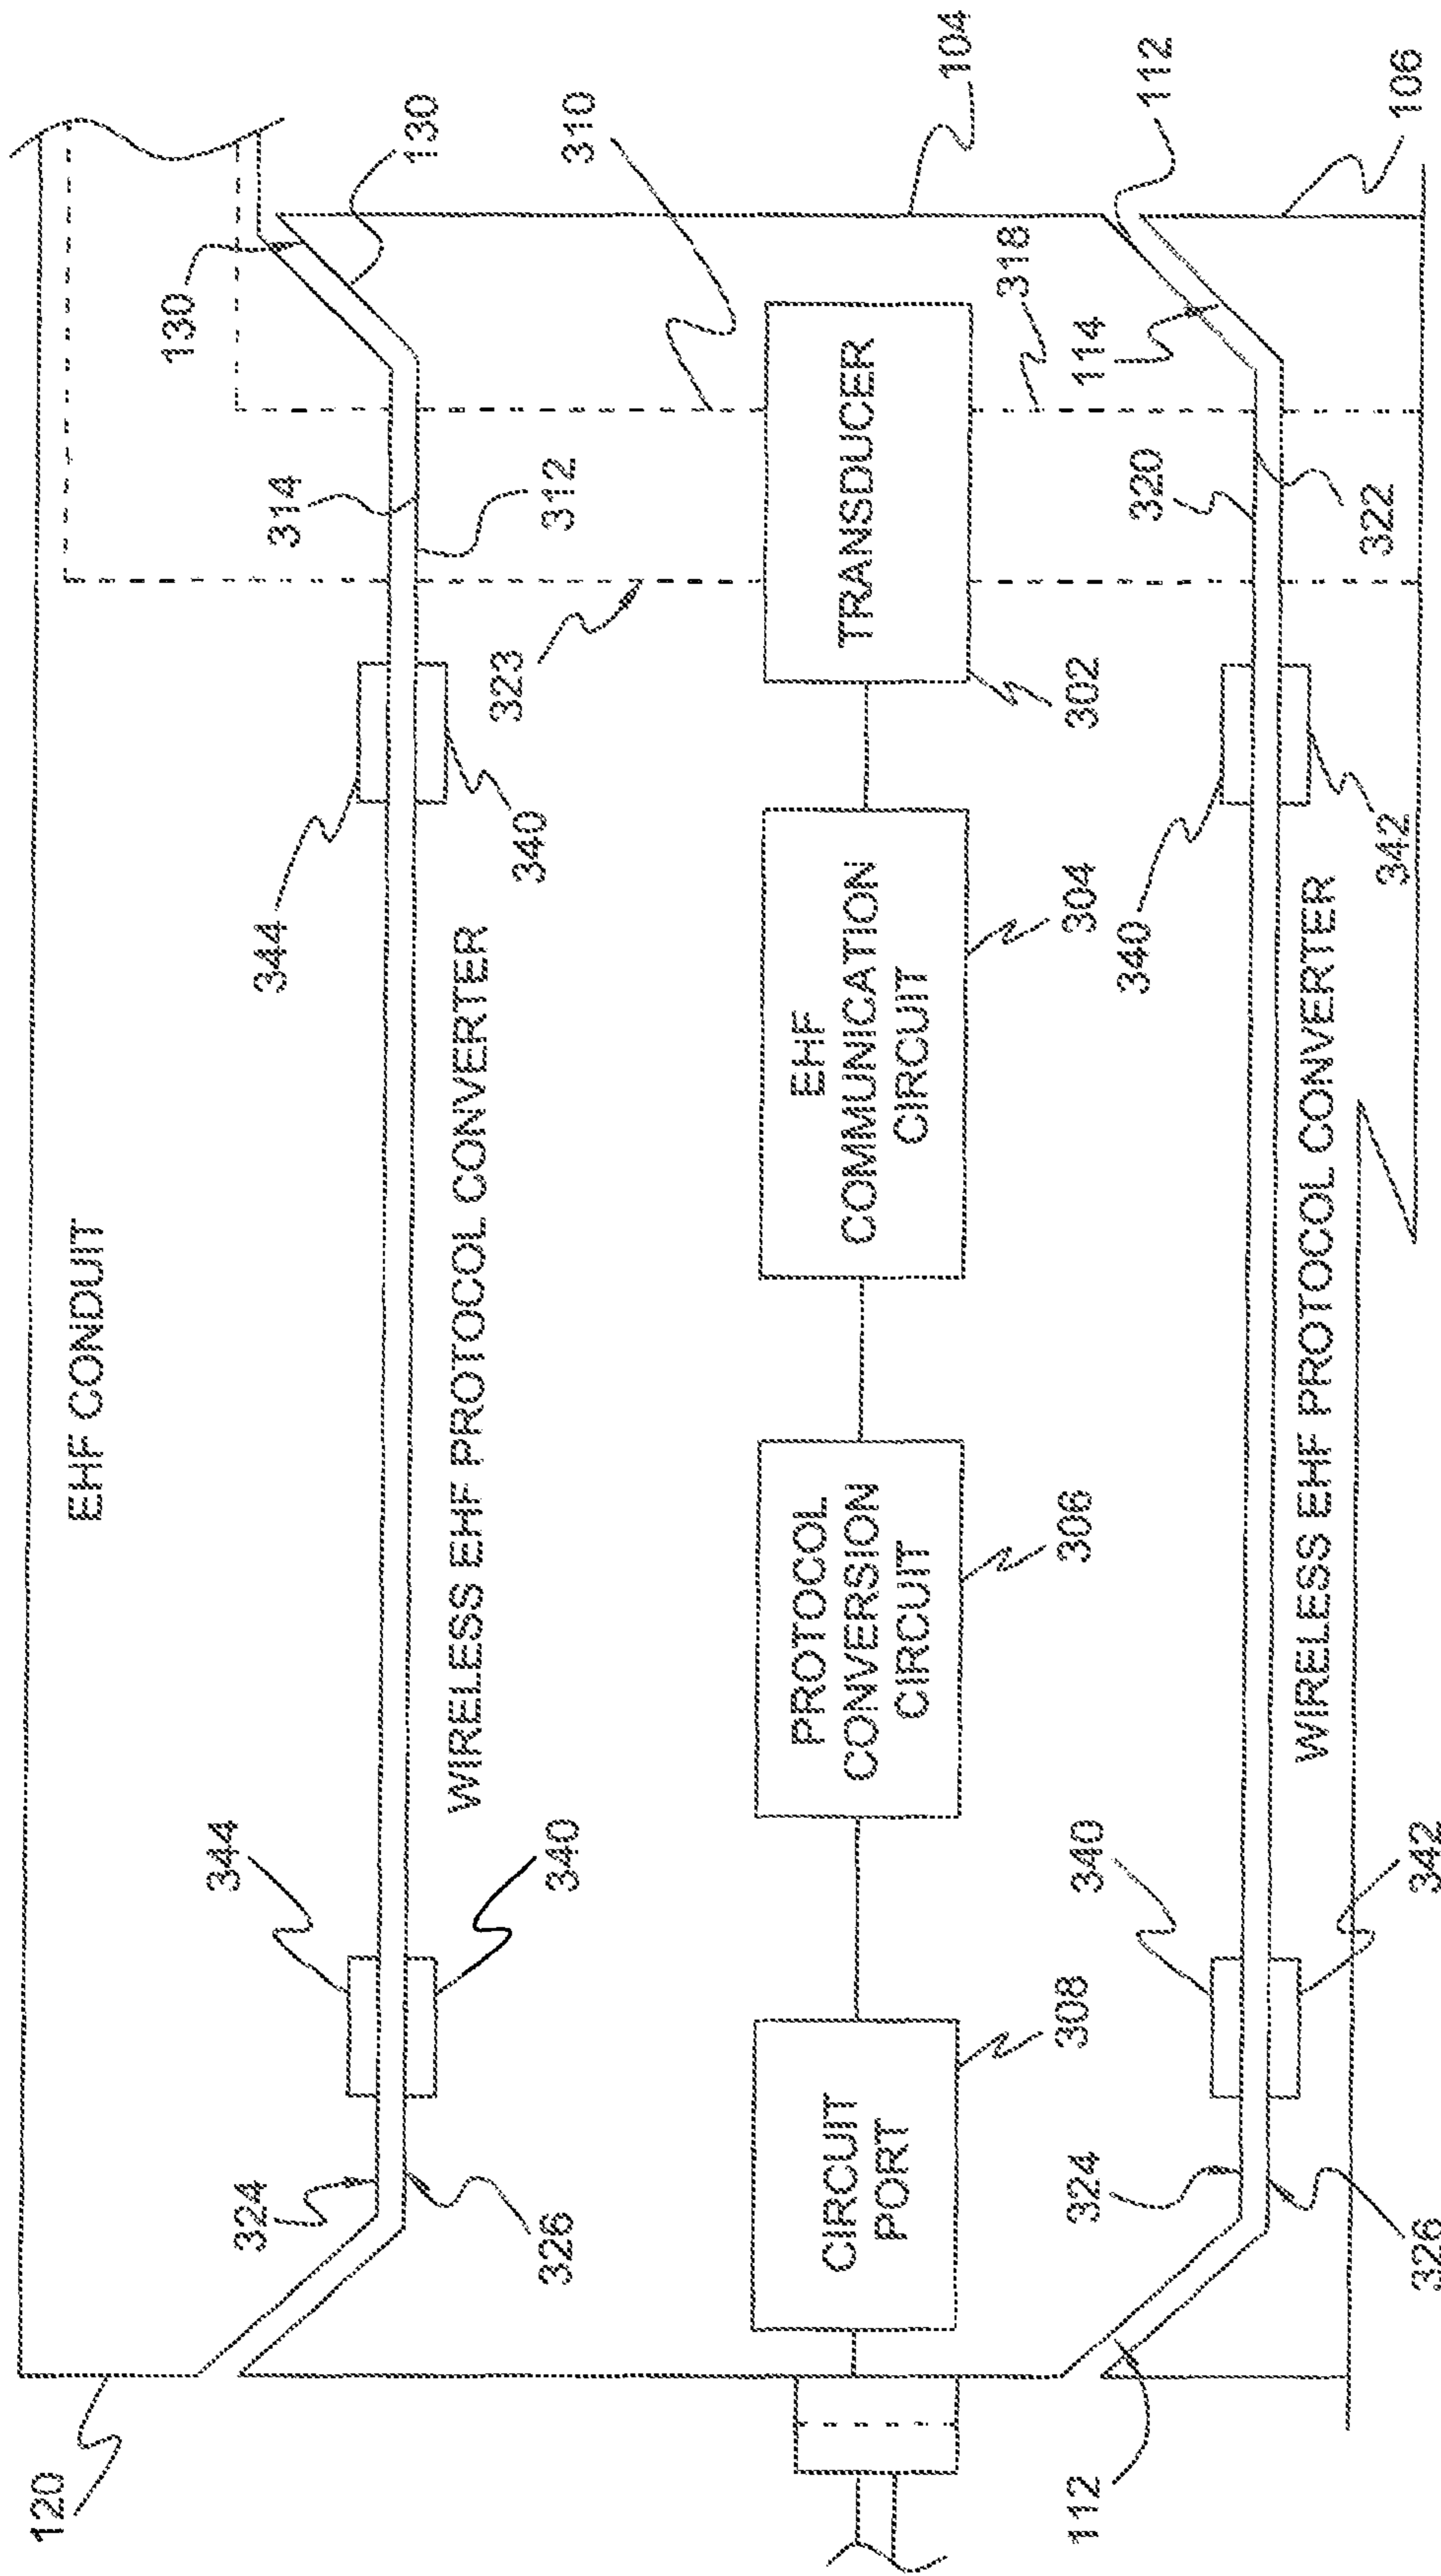 120
EHF CONDUIT
130
344
324
344
314
130
WIRELESS EHF PROTOCOL CONVERTER
326
340
340
323
312
310
CIRCUIT
PORT
PROTOCOL
CONVERSION
CIRCUIT
EHF
COMMUNICATION
CIRCUIT
TRANSDUCER
104
318
308
306
304
302
112
324
340
340
114
112
320
WIRELESS EHF PROTOCOL CONVERTER
326
342
342
322
106